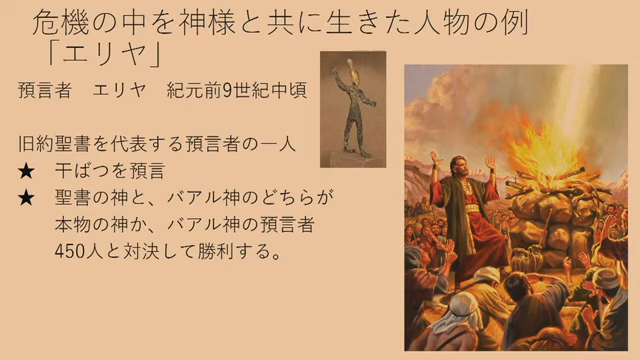 危機の中を神様と共に生きた人物の例
「エリヤ」
預言者　エリヤ　紀元前9世紀中頃
旧約聖書を代表する預言者の一人
★　干ばつを預言
★　聖書の神と、バアル神のどちらが
本物の神か、バアル神の預言者
450人と対決して勝利する。